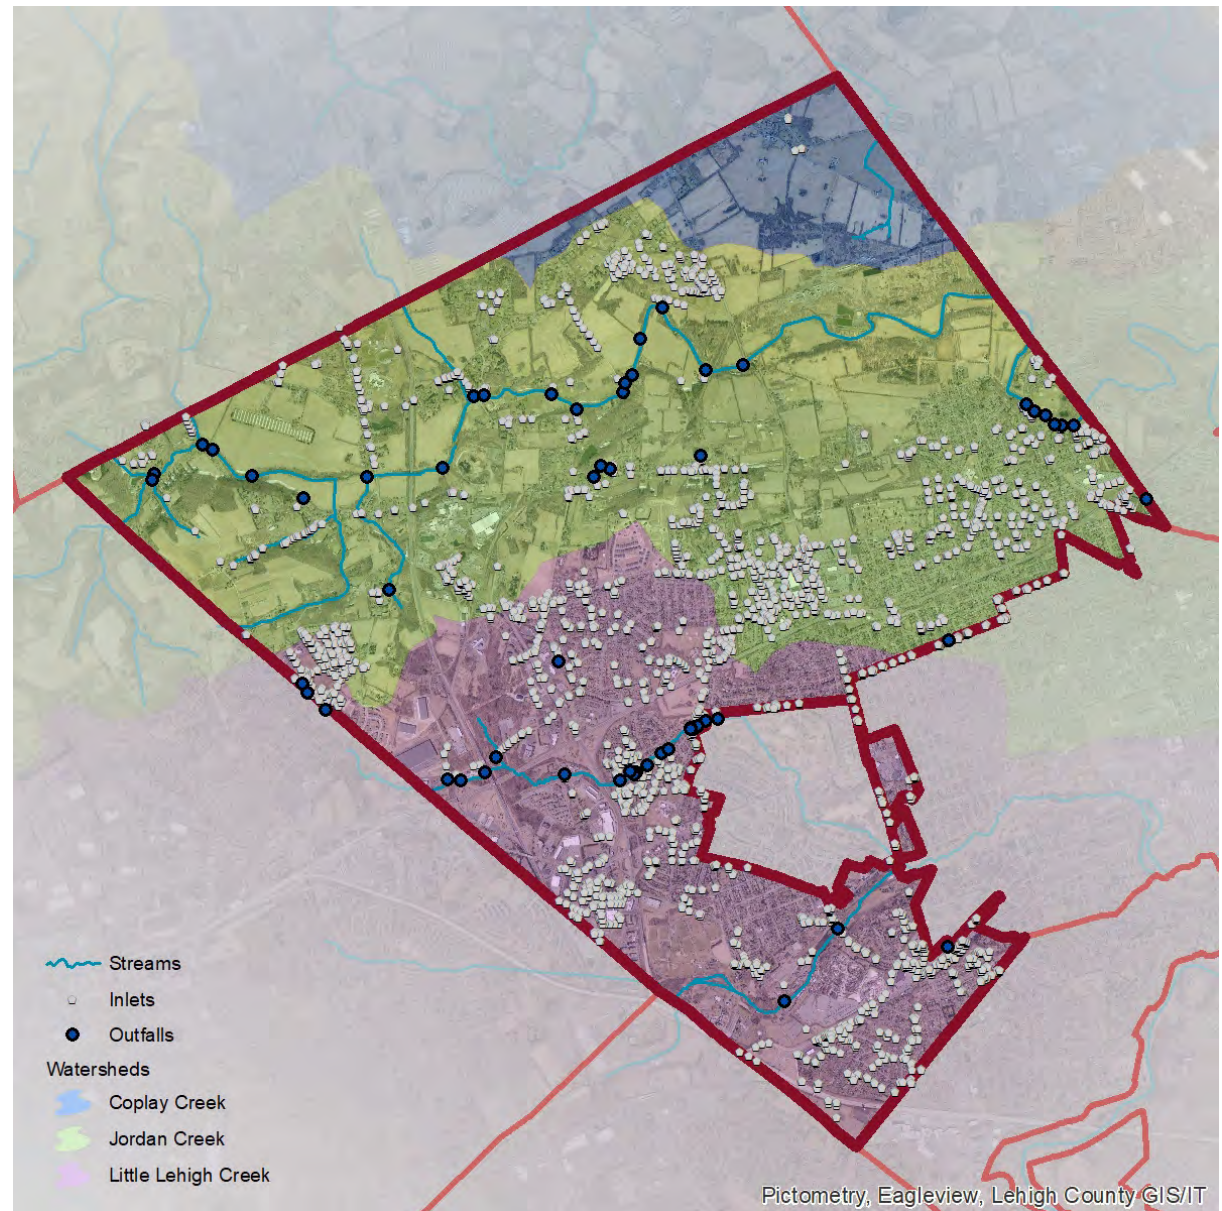 Streams
Inlets
Outfalls
Watersheds
Coplay Creek
Jordan Creek
Little Lehigh Creek
Pictometry, Eagleview, Lehigh County GIS/IT